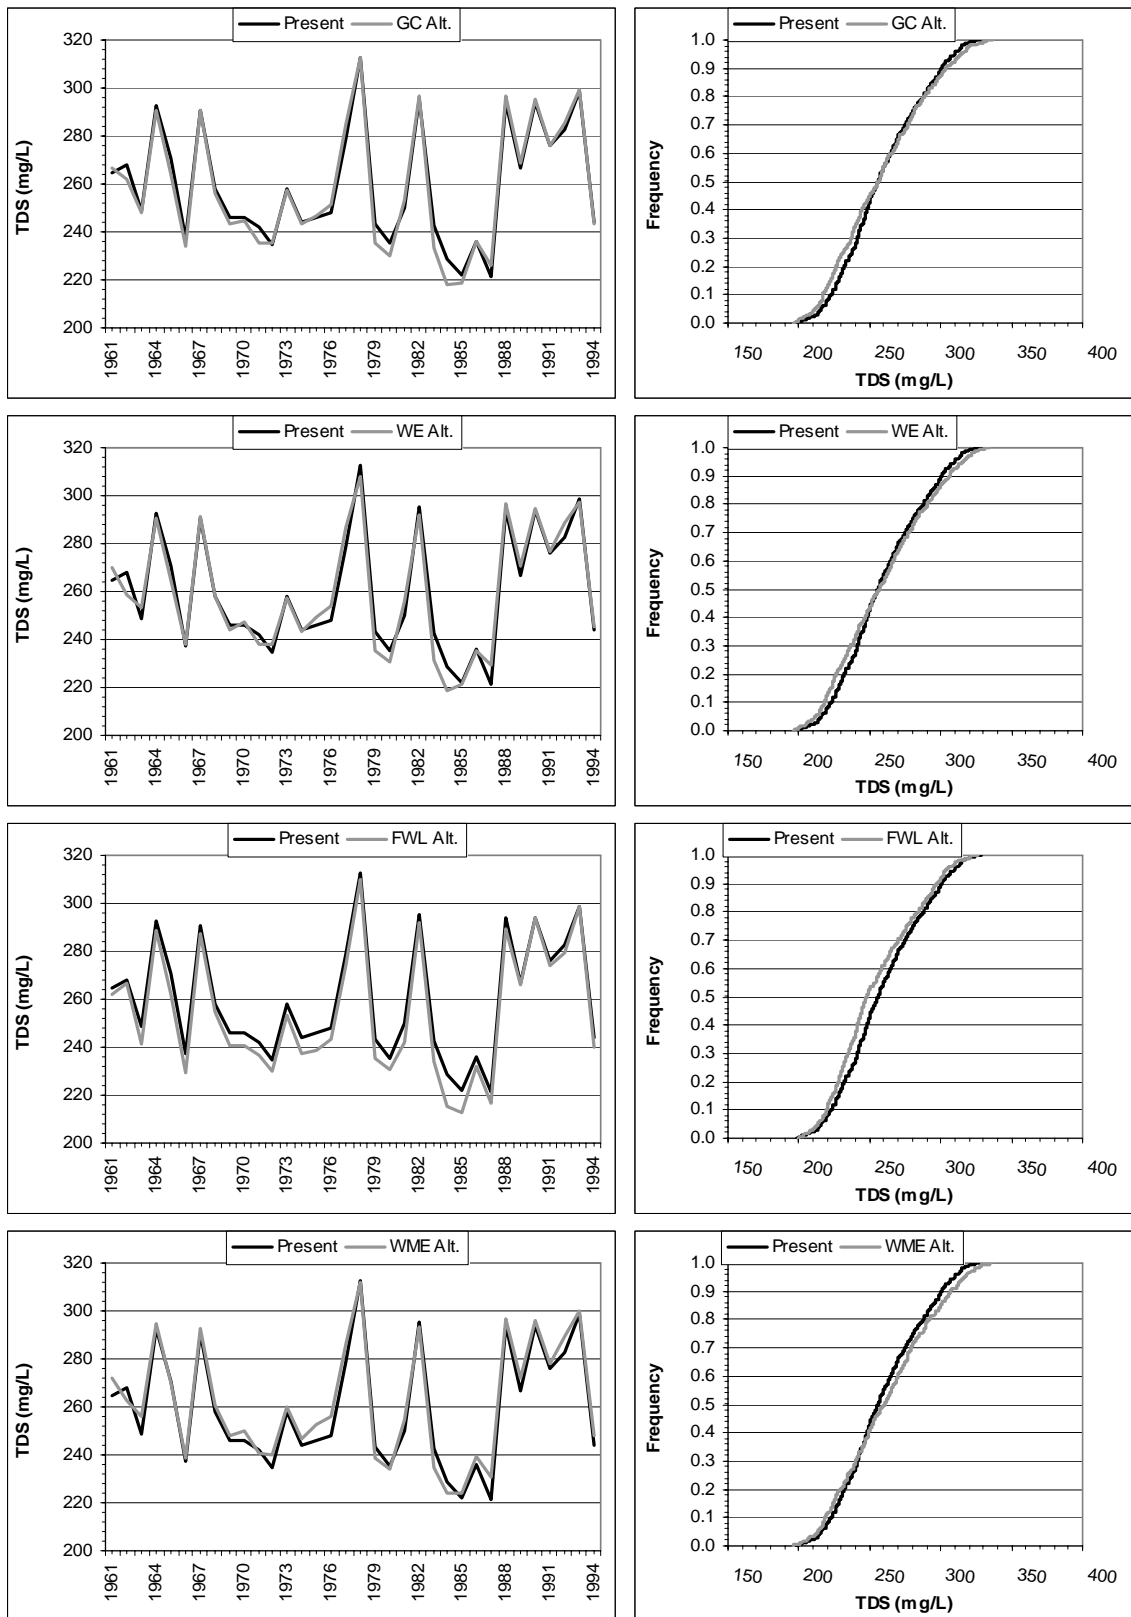 Present GC Alt.
TDS (mg/L)
320
300
280
260
240
220
200
1961 1964 1967 1970 1973 1976 1979 1982 1985 1988 1991 1994
Present GC Alt.
Frequency
1.0
0.9
0.8
0.7
0.6
0.5
0.4
0.3
0.2
0.1
0.0
150 200 250 300 350 400
TDS (mg/L)
Present WE Alt.
TDS (mg/L)
320
300
280
260
240
220
200
1961 1964 1967 1970 1973 1976 1979 1982 1985 1988 1991 1994
Present WE Alt.
Frequency
1.0
0.9
0.8
0.7
0.6
0.5
0.4
0.3
0.2
0.1
0.0
150 200 250 300 350 400
TDS (mg/L)
Present FWL Alt.
TDS (mg/L)
320
300
280
260
240
220
200
1961 1964 1967 1970 1973 1976 1979 1982 1985 1988 1991 1994
Present FWL Alt.
Frequency
1.0
0.9
0.8
0.7
0.6
0.5
0.4
0.3
0.2
0.1
0.0
150 200 250 300 350 400
TDS (mg/L)
Present WME Alt.
TDS (mg/L)
320
300
280
260
240
220
200
1961 1964 1967 1970 1973 1976 1979 1982 1985 1988 1991 1994
Present WME Alt.
Frequency
1.0
0.9
0.8
0.7
0.6
0.5
0.4
0.3
0.2
0.1
0.0
150 200 250 300 350 400
TDS (mg/L)